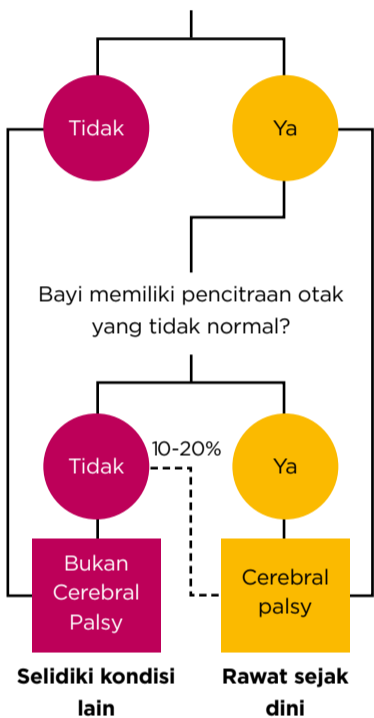 Tidak
Ya
Bayi memiliki pencitraan otak
yang tidak normal?
Tidak
10-20%
Ya
Bukan
Cerebral
Palsy
Cerebral
palsy
Selidiki kondisi
lain
Rawat sejak
dini